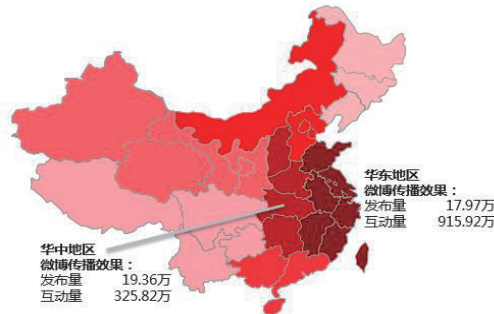 华东地区
微博传播效果：
发布量 17.97万
互动量 915.92万
华中地区
微博传播效果：
发布量 19.36万
互动量 325.82万